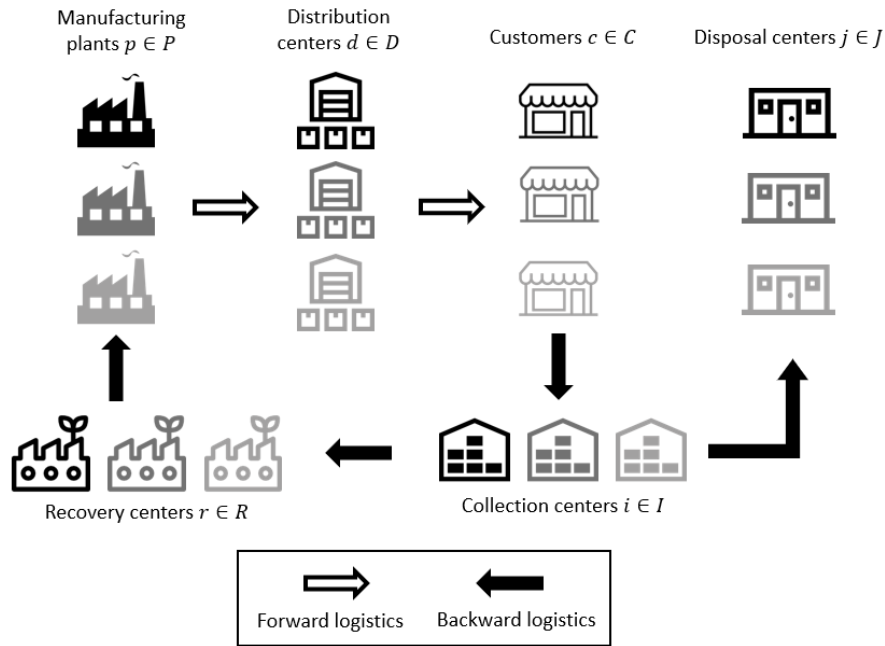 Manufacturing
plants p ∈ P
Distribution
centers d ∈ D
Customers c ∈ C
Disposal centers j ∈ J
Recovery centers r ∈ R
Collection centers i ∈ I
Forward logistics
Backward logistics